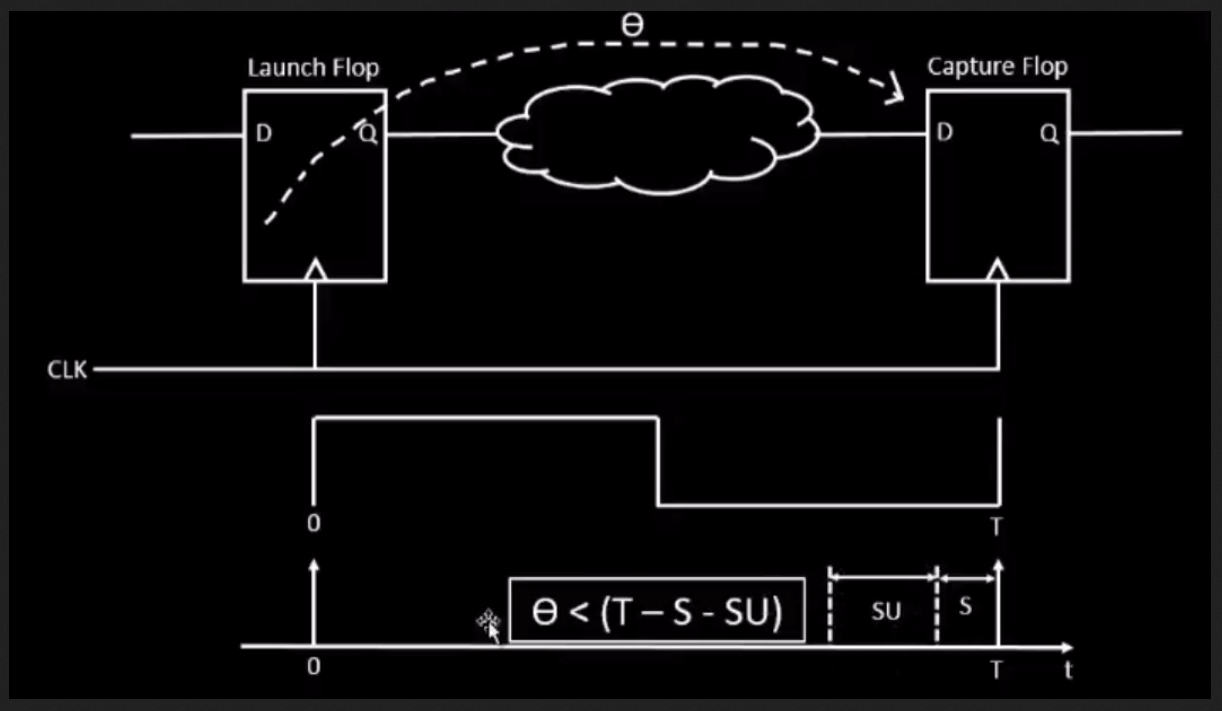 Ɵ
Launch Flop
Capture Flop
D
Q
D
Q
CLK
0
T
Ɵ < (T – S - SU)
SU
S
0
T
t